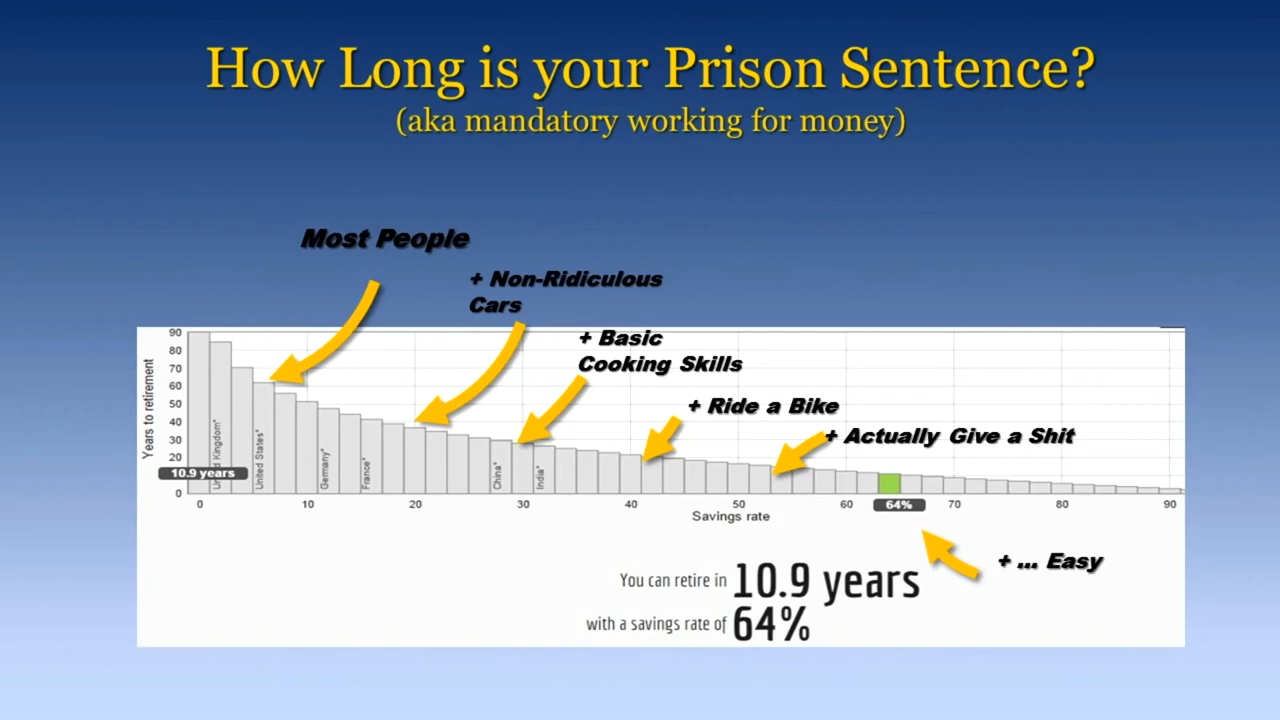 How Long is your Prison Sentence?
(aka mandatory working for money)
Most People
+ Non-Ridiculous
Cars
+ Basic
Cooking Skills
+ Ride a Bike
+ Actually Give a Shit
Years to retirement
90
80
70
60
50
40
30
20
0
10.9 years
Kingdom*
United States*
Germany*
France*
China*
India*
0 10 20 30 40 50 60 70 80 90
64%
Savings rate
+ ... Easy
You can retire in 10.9 years
with a savings rate of 64%